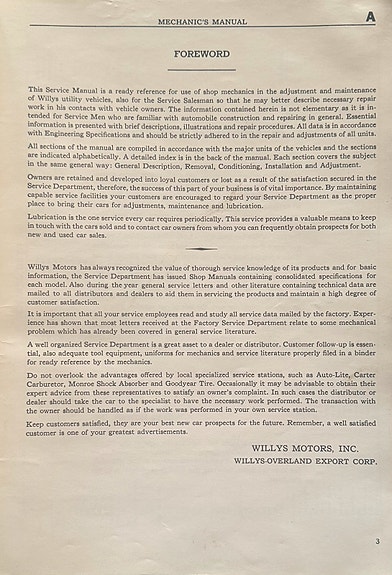 MECHANIC'S MANUAL
A
FOREWORD
This Service Manual is a ready reference for use of shop mechanics in the adjustment and maintenance
of Willys utility vehicles, also for the Service Salesman so that he may better describe necessary repair
work in his contacts with vehicle owners. The information contained herein is not elementary as it is in-
tended for Service Men who are familiar with automobile construction and repairing in general. Essential
information is presented with brief descriptions, illustrations and repair procedures. All data is in accordance
with Engineering Specifications and should be strictly adhered to in the repair and adjustments of all units.
All sections of the manual are compiled in accordance with the major units of the vehicles and the sections
are indicated alphabetically. A detailed index is in the back of the manual. Each section covers the subject
in the same general way: General Description, Removal, Conditioning, Installation and Adjustment.
Owners are retained and developed into loyal customers or lost as a result of the satisfaction secured in the
Service Department, therefore, the success of this part of your business is of vital importance. By maintaining
capable service facilities your customers are encouraged to regard your Service Department as the proper
place to bring their cars for adjustments, maintenance and lubrication.
Lubrication is the one service every car requires periodically. This service provides a valuable means to keep
in touch with the cars sold and to contact car owners from whom you can frequently obtain prospects for both
new and used car sales.
Willys Motors has always recognized the value of thorough service knowledge of its products and for basic
information, the Service Department has issued Shop Manuals containing consolidated specifications for
each model. Also during the year general service letters and other literature containing technical data are
mailed to all distributors and dealers to aid them in servicing the products and maintain a high degree of
customer satisfaction.
It is important that all your service employees read and study all service data mailed by the factory. Exper-
ience has shown that most letters received at the Factory Service Department relate to some mechanical
problem which has already been covered in general service literature.
A well organized Service Department is a great asset to a dealer or distributor. Customer follow-up is essen-
tial, also adequate tool equipment, uniforms for mechanics and service literature properly filed in a binder
for ready reference by the mechanics.
Do not overlook the advantages offered by local specialized service stations, such as Auto-Lite, Carter
Carburetor, Monroe Shock Absorber and Goodyear Tire. Occasionally it may be advisable to obtain their
expert advice from these representatives to satisfy an owner's complaint. In such cases the distributor or
dealer should take the car to the specialist to have the necessary work performed. The transaction with
the owner should be handled as if the work was performed in your own service station.
Keep customers satisfied, they are your best new car prospects for the future. Remember, a well satisfied
customer is one of your greatest advertisements.
WILLYS MOTORS, INC.
WILLYS-OVERLAND EXPORT CORP.
3